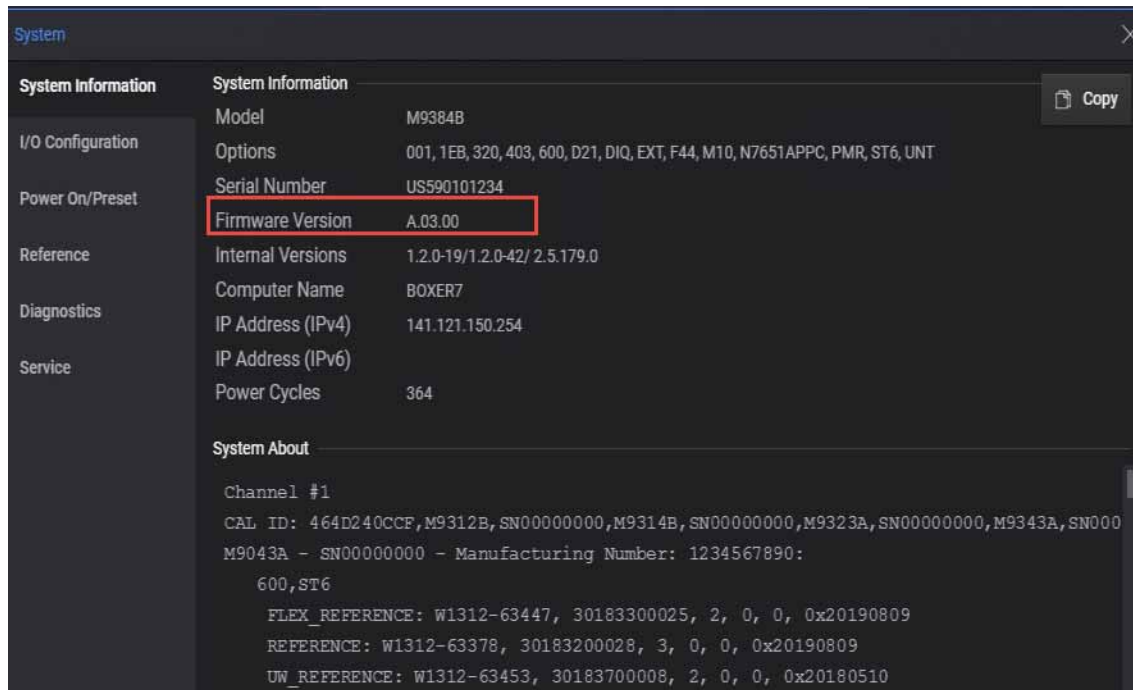 System
System Information
I/O Configuration
Power On/Preset
Reference
Diagnostics
Service
System Information
Copy
Model M9384B
Options 001, 1EB, 320, 403, 600, D21, DIQ, EXT, F44, M10, N7651APPC, PMR, ST6, UNT
Serial Number US590101234
Firmware Version A.03.00
Internal Versions 1.2.0-19/1.2.0-42/ 2.5.179.0
Computer Name BOXER7
IP Address (IPv4) 141.121.150.254
IP Address (IPv6)
Power Cycles 364
System About
Channel #1
CAL ID: 464D240CCF,M9312B,SN00000000,M9314B,SN00000000,M9323A,SN00000000,M9343A,SN000
M9043A - SN00000000 - Manufacturing Number: 1234567890:
600,ST6
FLEX_REFERENCE: W1312-63447, 30183300025, 2, 0, 0, 0x20190809
REFERENCE: W1312-63378, 30183200028, 3, 0, 0, 0x20190809
UW_REFERENCE: W1312-63453, 30183700008, 2, 0, 0, 0x20180510